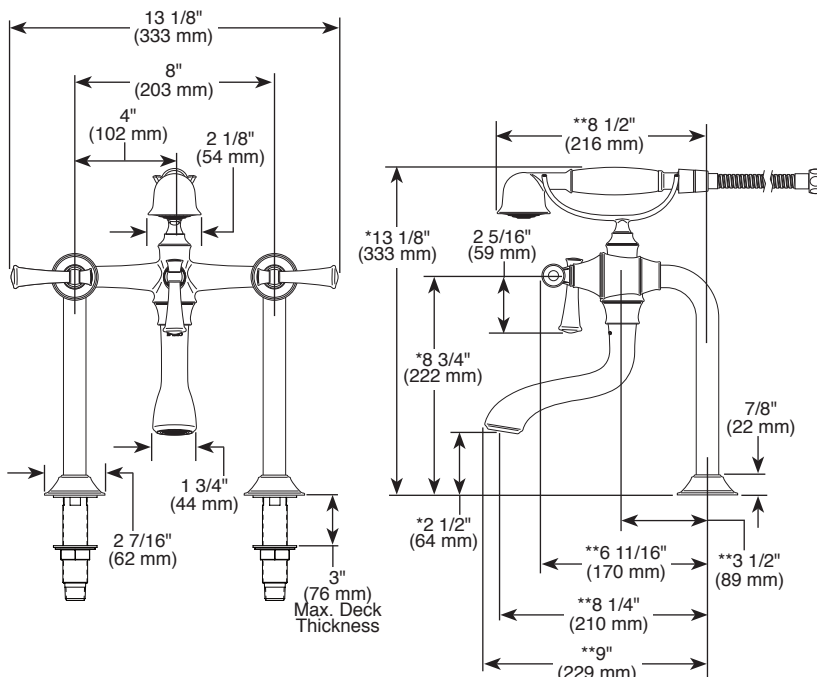 13 1/8"
(333 mm)
8"
(203 mm)
4"
(102 mm)
2 1/8"
(54 mm)
1 3/4"
(44 mm)
2 7/16"
(62 mm)
3"
(76 mm)
Max. Deck
Thickness
**8 1/2"
(216 mm)
*13 1/8"
(333 mm)
2 5/16"
(59 mm)
*8 3/4"
(222 mm)
7/8"
(22 mm)
*2 1/2"
(64 mm)
**6 11/16"
(170 mm)
**3 1/2"
(89 mm)
**8 1/4"
(210 mm)
**9"
(229 mm)